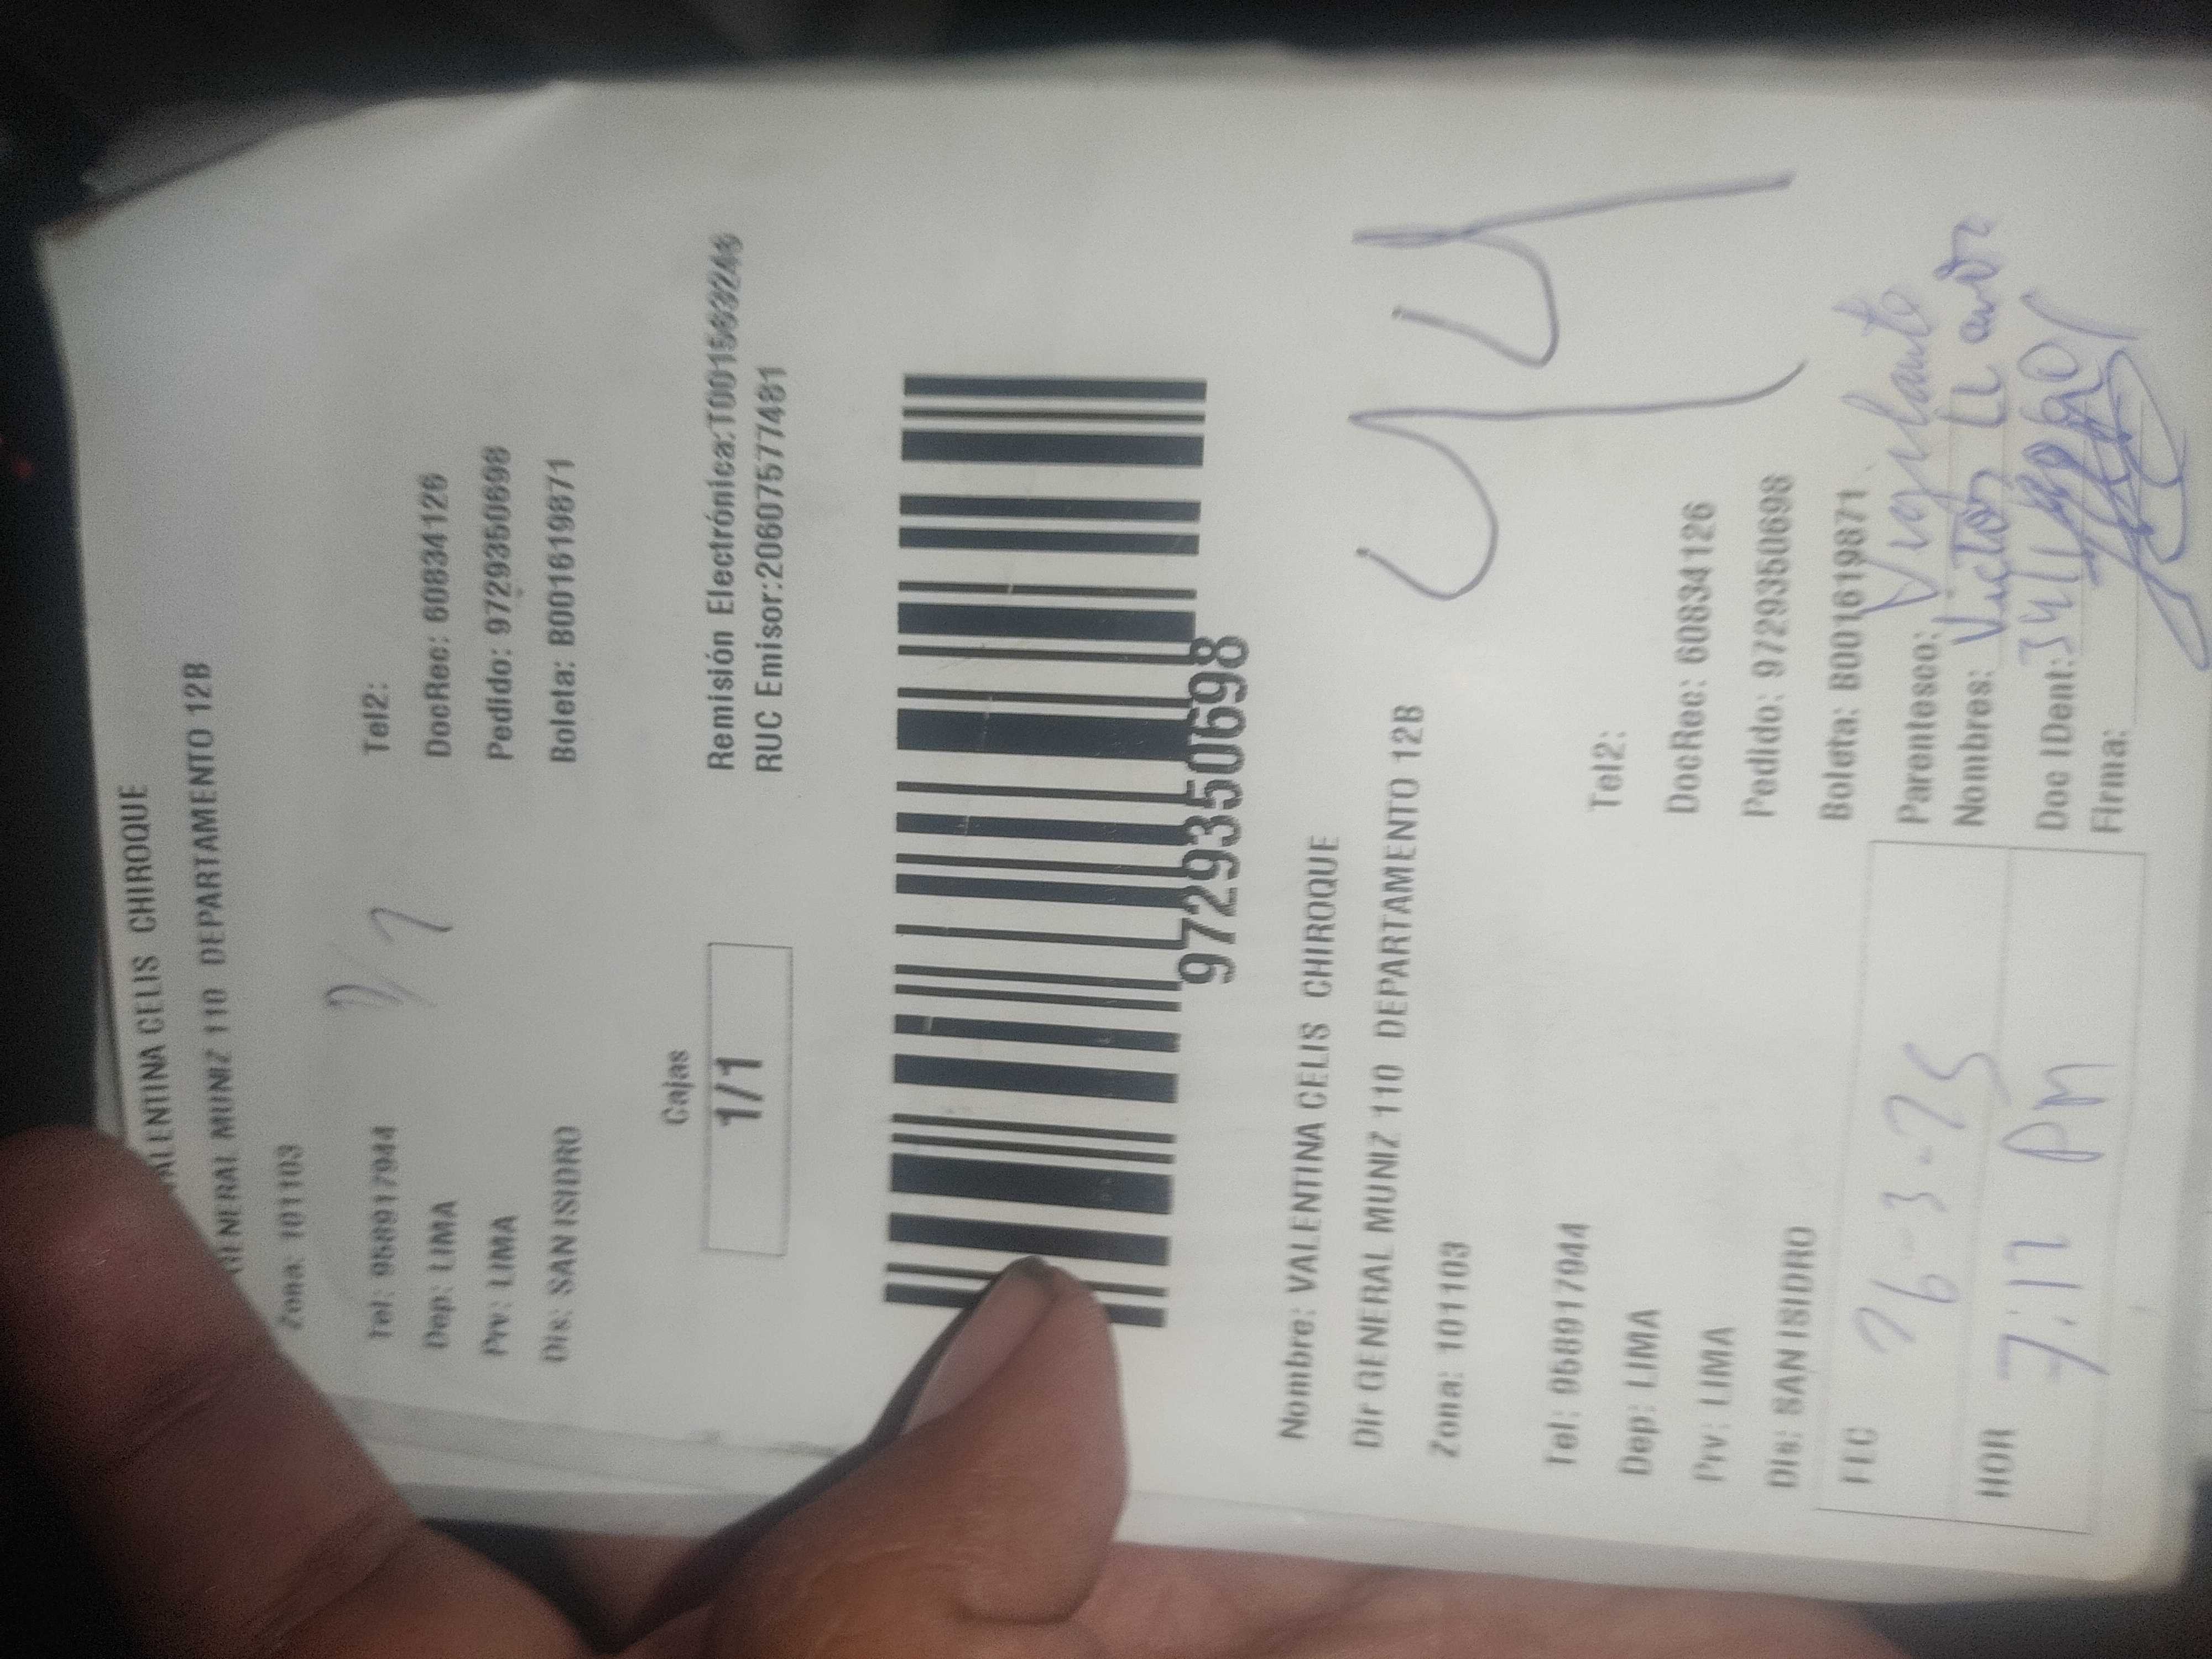 VALENTINA CELIS CHIROQUE
GENERAL MUNIZ 110 DEPARTAMENTO 12B
Zona: 101103
Tel: 958917944 Tel2:
Dep: LIMA DocRec: 60834126
Prv: LIMA Pedido: 9729350698
Dis: SAN ISIDRO Boleta: B001619871
Cajas
1/1
Remisión Electrónica:
RUC Emisor:20607577481
9729350698
44
Nombre: VALENTINA CELIS CHIROQUE
Dir GENERAL MUNIZ 110 DEPARTAMENTO 12B
Zona: 101103
Tel: 958917944 Tel2:
Dep: LIMA DocRec: 60834126
Prv: LIMA Pedido: 9729350698
Dis: SAN ISIDRO Boleta: B001619871
FEC 26-3-25
HOR 7:17 PM
Parentesco: Vigilante
Nombres: Victor
Doc IDent:
Firma: